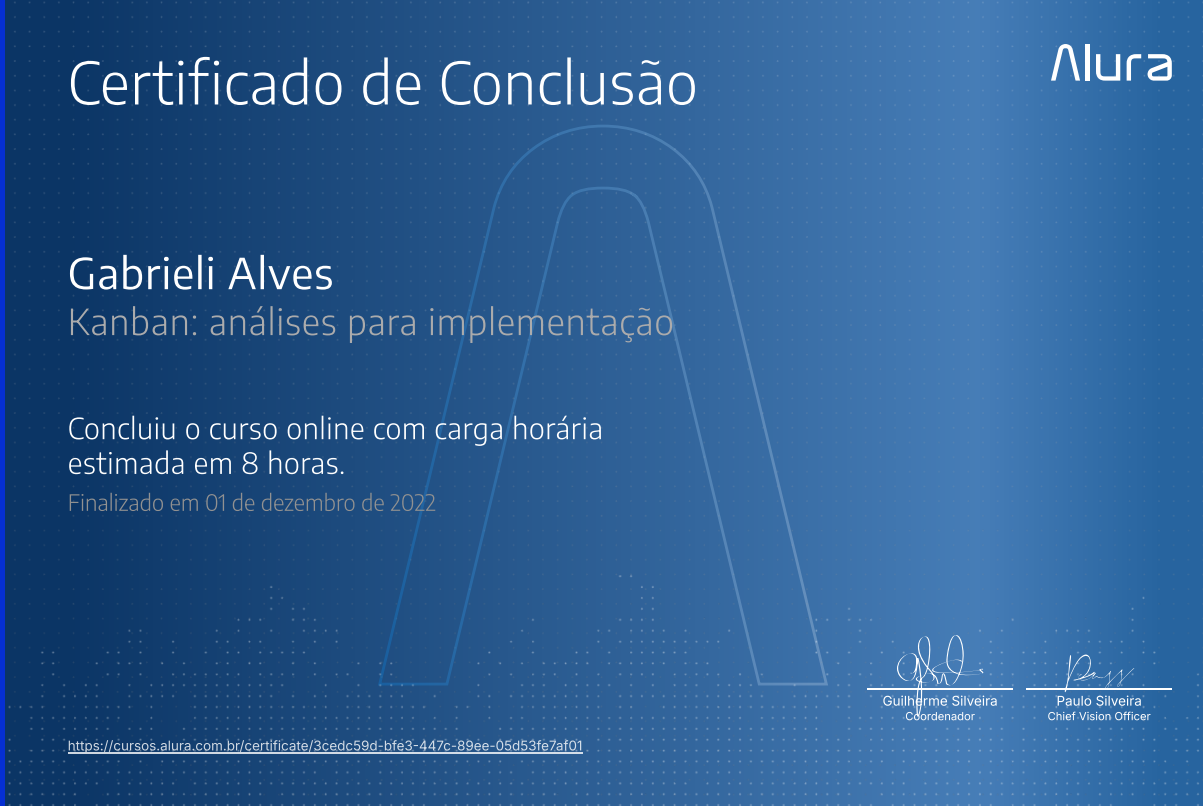 Certificado de Conclusão
Alura
Gabrieli Alves
Kanban: análises para implementação
Concluiu o curso online com carga horária
estimada em 8 horas.
Finalizado em 01 de dezembro de 2022
Guilherme Silveira
Coordenador
Paulo Silveira
Chief Vision Officer
https://cursos.alura.com.br/certificate/3cedc59d-bfe3-447c-89ee-05d53fe7af01